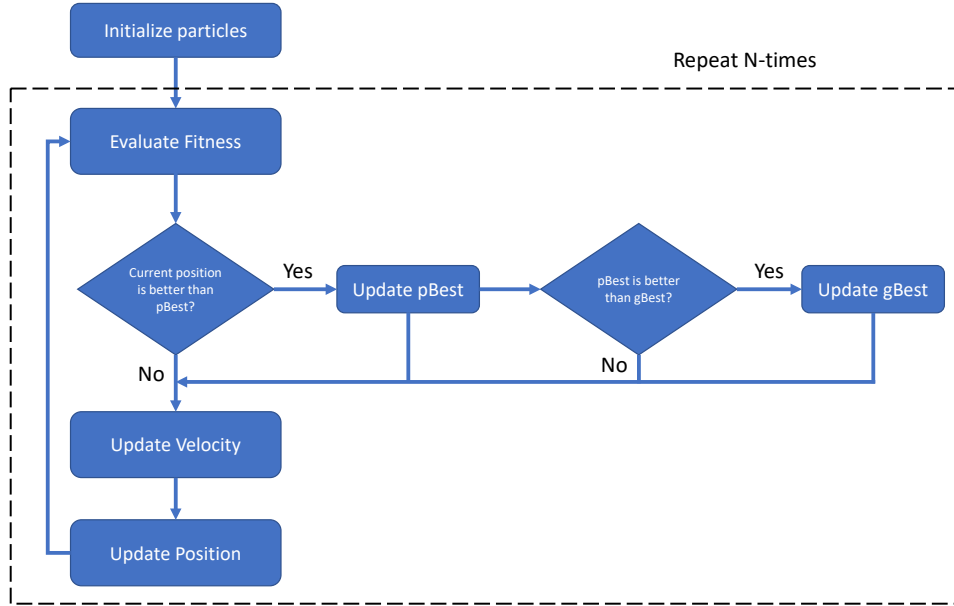 Initialize particles
Repeat N-times
Evaluate Fitness
Current position
is better than
pBest?
Yes
Update pBest
pBest is better
than gBest?
Yes
Update gBest
No
No
Update Velocity
Update Position